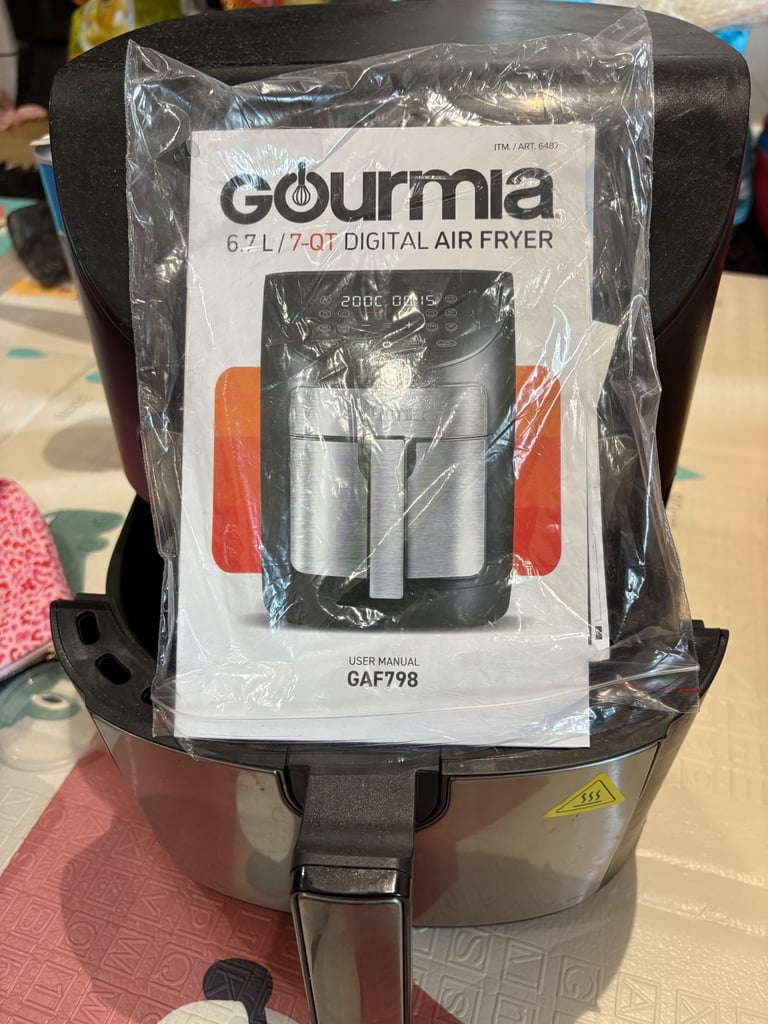 ITM. / ART. 6487
Gourmia
6.7 L / 7-QT DIGITAL AIR FRYER
200C 00:15
USER MANUAL
GAF798